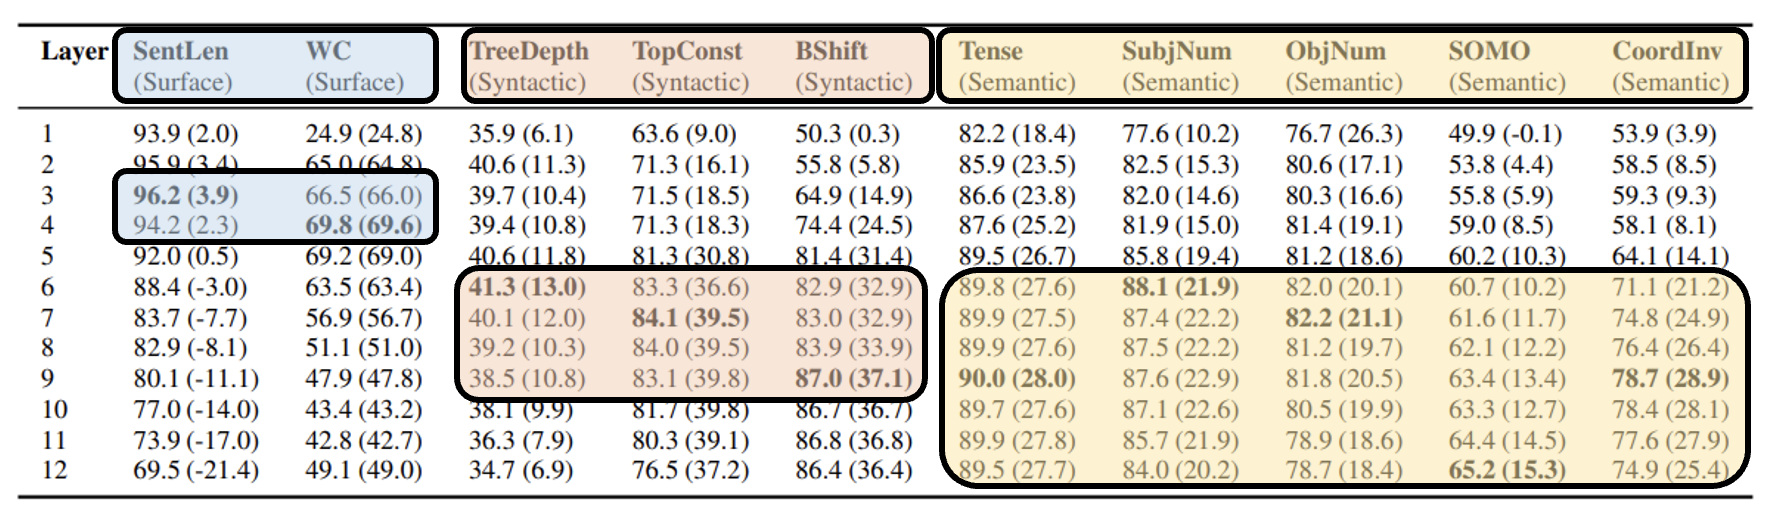 Layer SentLen WC TreeDepth TopConst BShift Tense SubjNum ObjNum SOMO CoordInv
(Surface) (Surface) (Syntactic) (Syntactic) (Syntactic) (Semantic) (Semantic) (Semantic) (Semantic) (Semantic)
1 93.9 (2.0) 24.9 (24.8) 35.9 (6.1) 63.6 (9.0) 50.3 (0.3) 82.2 (18.4) 77.6 (10.2) 76.7 (26.3) 49.9 (-0.1) 53.9 (3.9)
2 95.9 (3.4) 65.0 (64.8) 40.6 (11.3) 71.3 (16.1) 55.8 (5.8) 85.9 (23.5) 82.5 (15.3) 80.6 (17.1) 53.8 (4.4) 58.5 (8.5)
3 96.2 (3.9) 66.5 (66.0) 39.7 (10.4) 71.5 (18.5) 64.9 (14.9) 86.6 (23.8) 82.0 (14.6) 80.3 (16.6) 55.8 (5.9) 59.3 (9.3)
4 94.2 (2.3) 69.8 (69.6) 39.4 (10.8) 71.3 (18.3) 74.4 (24.5) 87.6 (25.2) 81.9 (15.0) 81.4 (19.1) 59.0 (8.5) 58.1 (8.1)
5 92.0 (0.5) 69.2 (69.0) 40.6 (11.8) 81.3 (30.8) 81.4 (31.4) 89.5 (26.7) 85.8 (19.4) 81.2 (18.6) 60.2 (10.3) 64.1 (14.1)
6 88.4 (-3.0) 63.5 (63.4) 41.3 (13.0) 83.3 (36.6) 82.9 (32.9) 89.8 (27.6) 88.1 (21.9) 82.0 (20.1) 60.7 (10.2) 71.1 (21.2)
7 83.7 (-7.7) 56.9 (56.7) 40.1 (12.0) 84.1 (39.5) 83.0 (32.9) 89.9 (27.5) 87.4 (22.2) 82.2 (21.1) 61.6 (11.7) 74.8 (24.9)
8 82.9 (-8.1) 51.1 (51.0) 39.2 (10.3) 84.0 (39.5) 83.9 (33.9) 89.9 (27.6) 87.5 (22.2) 81.2 (19.7) 62.1 (12.2) 76.4 (26.4)
9 80.1 (-11.1) 47.9 (47.8) 38.5 (10.8) 83.1 (39.8) 87.0 (37.1) 90.0 (28.0) 87.6 (22.9) 81.8 (20.5) 63.4 (13.4) 78.7 (28.9)
10 77.0 (-14.0) 43.4 (43.2) 38.1 (9.9) 81.7 (39.8) 86.7 (36.7) 89.7 (27.6) 87.1 (22.6) 80.5 (19.9) 63.3 (12.7) 78.4 (28.1)
11 73.9 (-17.0) 42.8 (42.7) 36.3 (7.9) 80.3 (39.1) 86.8 (36.8) 89.9 (27.8) 85.7 (21.9) 78.9 (18.6) 64.4 (14.5) 77.6 (27.9)
12 69.5 (-21.4) 49.1 (49.0) 34.7 (6.9) 76.5 (37.2) 86.4 (36.4) 89.5 (27.7) 84.0 (20.2) 78.7 (18.4) 65.2 (15.3) 74.9 (25.4)